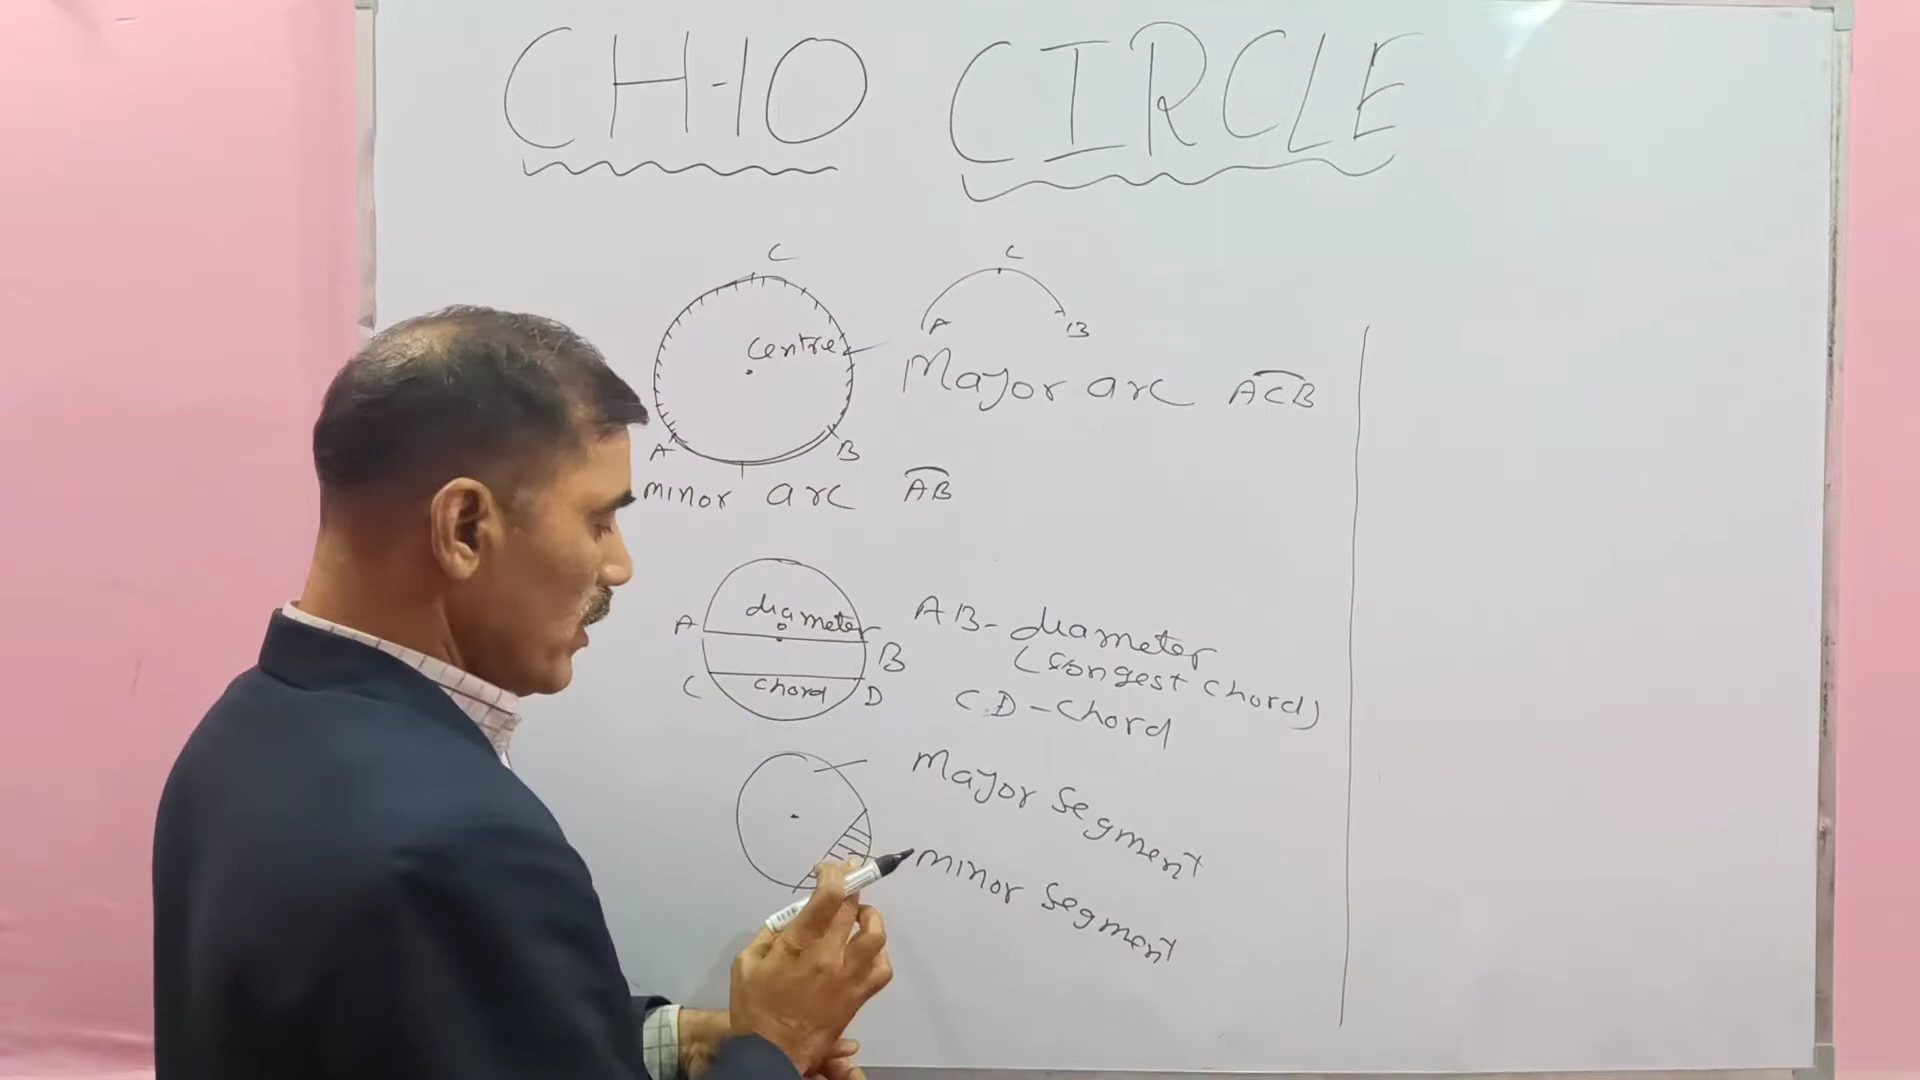 CH-10 CIRCLE
C
C
centre
A B
Major arc ACB
A B
minor arc AB
diameter
A o B
AB- diameter
(longest chord)
C chord D
CD - chord
Major segment
minor segment